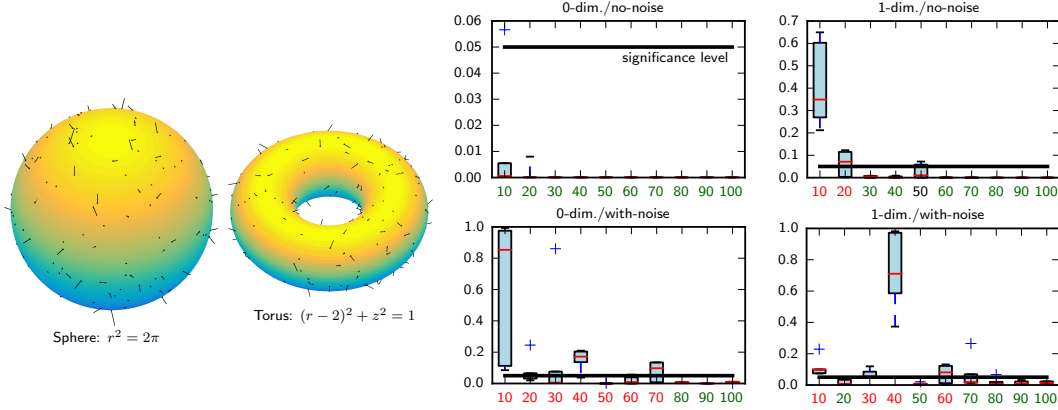 Sphere: r² = 2π
Torus: (r − 2)² + z² = 1
0-dim./no-noise
0.06
0.05
0.04
0.03
0.02
0.01
0.00
significance level
10 20 30 40 50 60 70 80 90 100
1-dim./no-noise
0.7
0.6
0.5
0.4
0.3
0.2
0.1
0.0
10 20 30 40 50 60 70 80 90 100
0-dim./with-noise
1.0
0.8
0.6
0.4
0.2
0.0
10 20 30 40 50 60 70 80 90 100
1-dim./with-noise
1.0
0.8
0.6
0.4
0.2
0.0
10 20 30 40 50 60 70 80 90 100